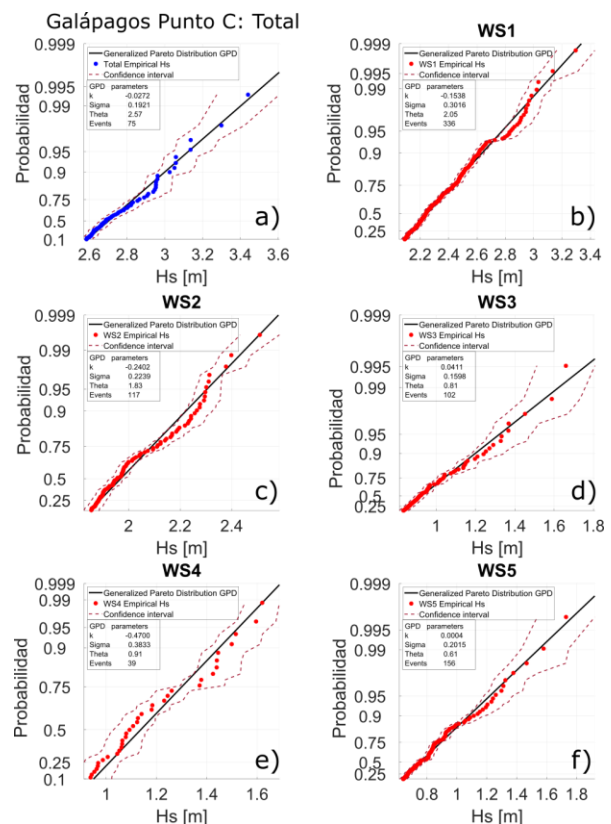 Galápagos Punto C: Total
0.999
0.995
0.99
0.95
0.9
0.75
0.5
0.1
Probabilidad
Generalized Pareto Distribution GPD
Total Empirical Hs
Confidence interval
GPD parameters
k -0.0272
Sigma 0.1921
Theta 2.57
Events 75
a)
2.6 2.8 3 3.2 3.4 3.6
Hs [m]
WS1
0.999
0.995
0.99
0.95
0.9
0.75
0.5
0.25
Probabilidad
Generalized Pareto Distribution GPD
WS1 Empirical Hs
Confidence interval
GPD parameters
k -0.1538
Sigma 0.3016
Theta 2.05
Events 336
b)
2.2 2.4 2.6 2.8 3 3.2 3.4
Hs [m]
WS2
0.999
0.99
0.95
0.9
0.75
0.5
0.25
Probabilidad
Generalized Pareto Distribution GPD
WS2 Empirical Hs
Confidence interval
GPD parameters
k -0.2402
Sigma 0.2239
Theta 1.83
Events 117
c)
2 2.2 2.4
Hs [m]
WS3
0.999
0.995
0.99
0.95
0.9
0.75
0.5
0.25
Probabilidad
Generalized Pareto Distribution GPD
WS3 Empirical Hs
Confidence interval
GPD parameters
k 0.0411
Sigma 0.1598
Theta 0.81
Events 102
d)
1 1.2 1.4 1.6 1.8
Hs [m]
WS4
0.999
0.99
0.95
0.9
0.75
0.5
0.25
0.1
Probabilidad
Generalized Pareto Distribution GPD
WS4 Empirical Hs
Confidence interval
GPD parameters
k -0.4700
Sigma 0.3833
Theta 0.91
Events 39
e)
1 1.2 1.4 1.6
Hs [m]
WS5
0.999
0.995
0.99
0.95
0.9
0.75
0.5
0.25
Probabilidad
Generalized Pareto Distribution GPD
WS5 Empirical Hs
Confidence interval
GPD parameters
k 0.0004
Sigma 0.2015
Theta 0.61
Events 156
f)
0.8 1 1.2 1.4 1.6 1.8
Hs [m]